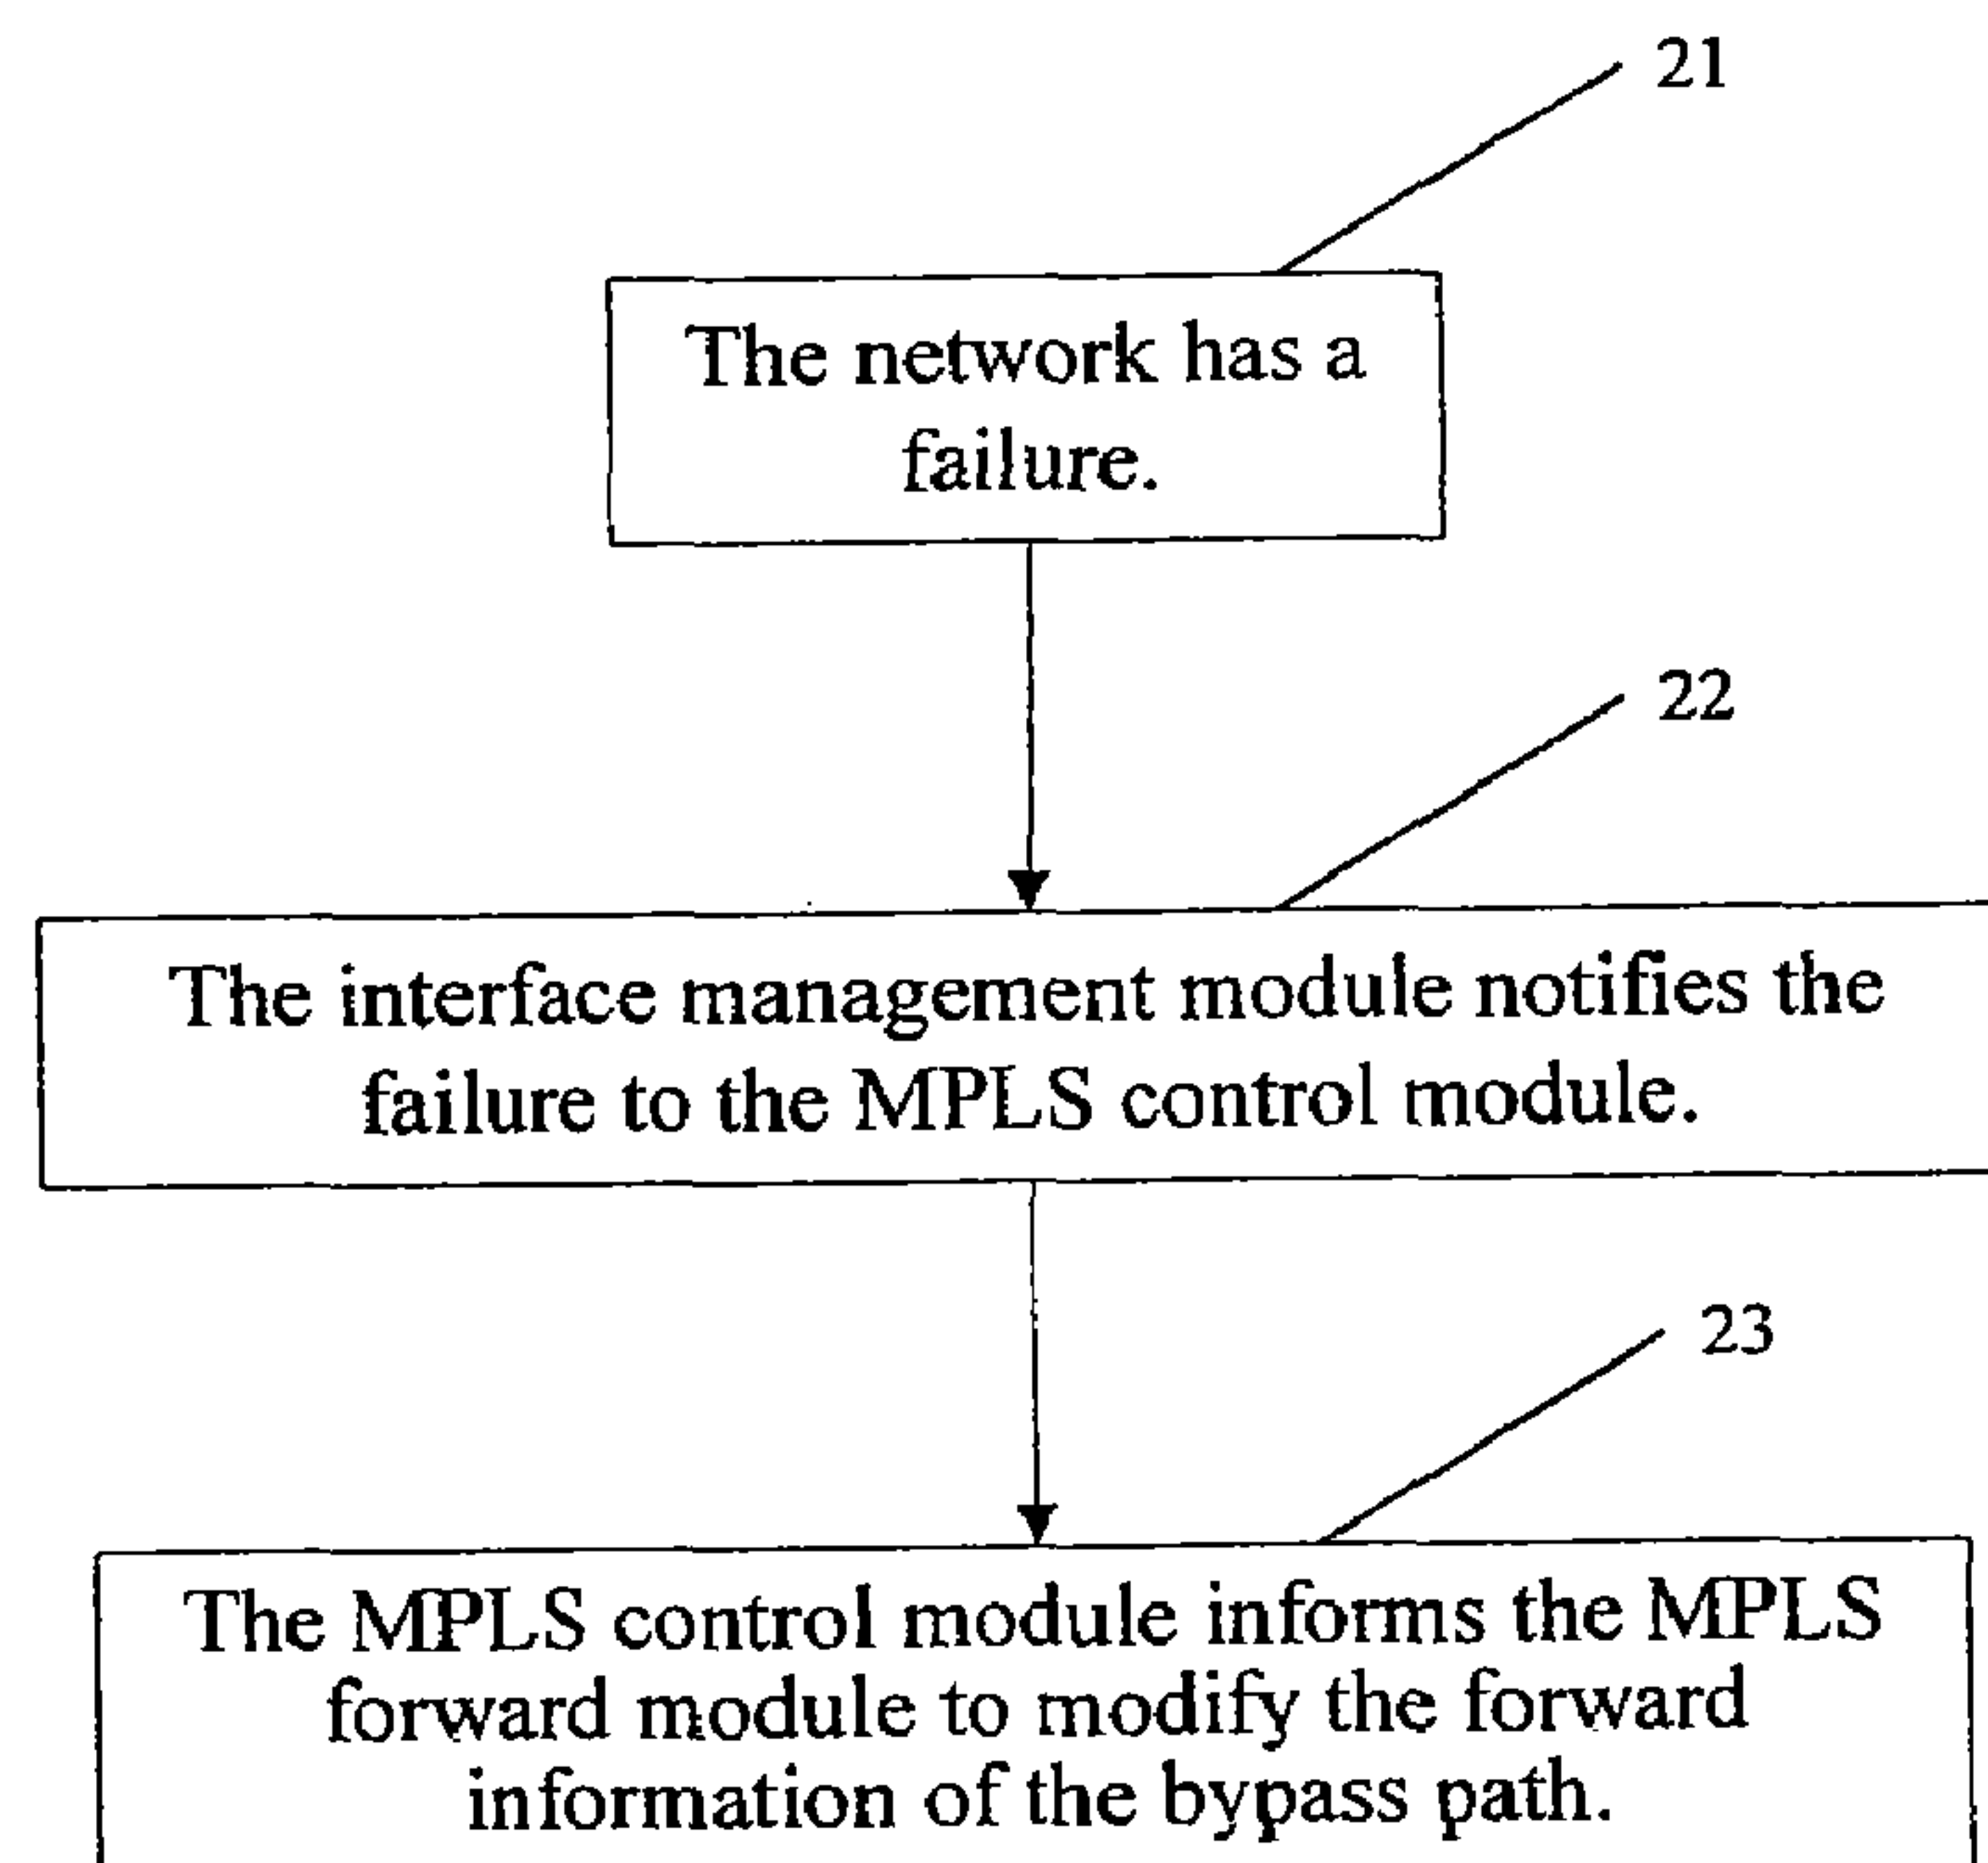 21
The network has a
failure.
22
The interface management module notifies the
failure to the MPLS control module.
23
The MPLS control module informs the MPLS
forward module to modify the forward
information of the bypass path.